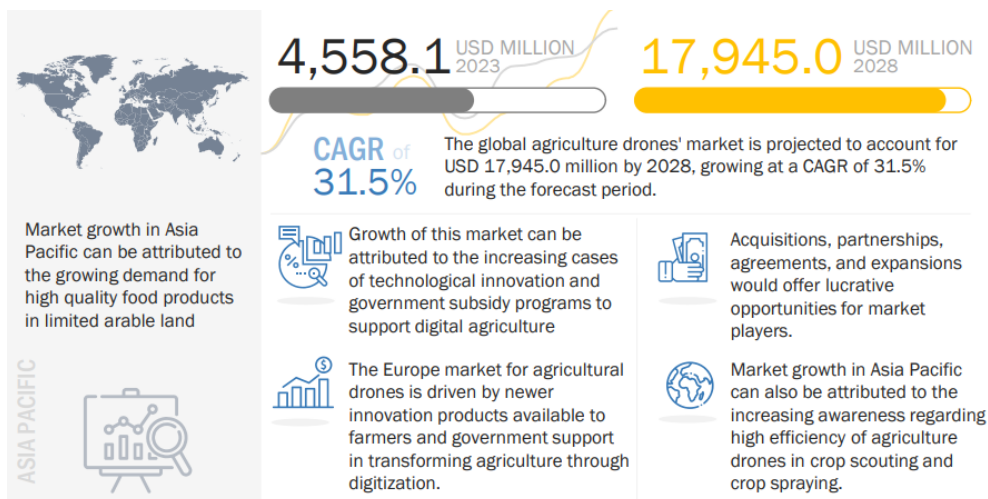 4,558.1 USD MILLION
2023
17,945.0 USD MILLION
2028
CAGR of
31.5%
The global agriculture drones' market is projected to account for
USD 17,945.0 million by 2028, growing at a CAGR of 31.5%
during the forecast period.
Market growth in Asia
Pacific can be attributed to
the growing demand for
high quality food products
in limited arable land
ASIA PACIFIC
Growth of this market can be
attributed to the increasing cases
of technological innovation and
government subsidy programs to
support digital agriculture
Acquisitions, partnerships,
agreements, and expansions
would offer lucrative
opportunities for market
players.
The Europe market for agricultural
drones is driven by newer
innovation products available to
farmers and government support
in transforming agriculture through
digitization.
Market growth in Asia Pacific
can also be attributed to the
increasing awareness regarding
high efficiency of agriculture
drones in crop scouting and
crop spraying.
%
$